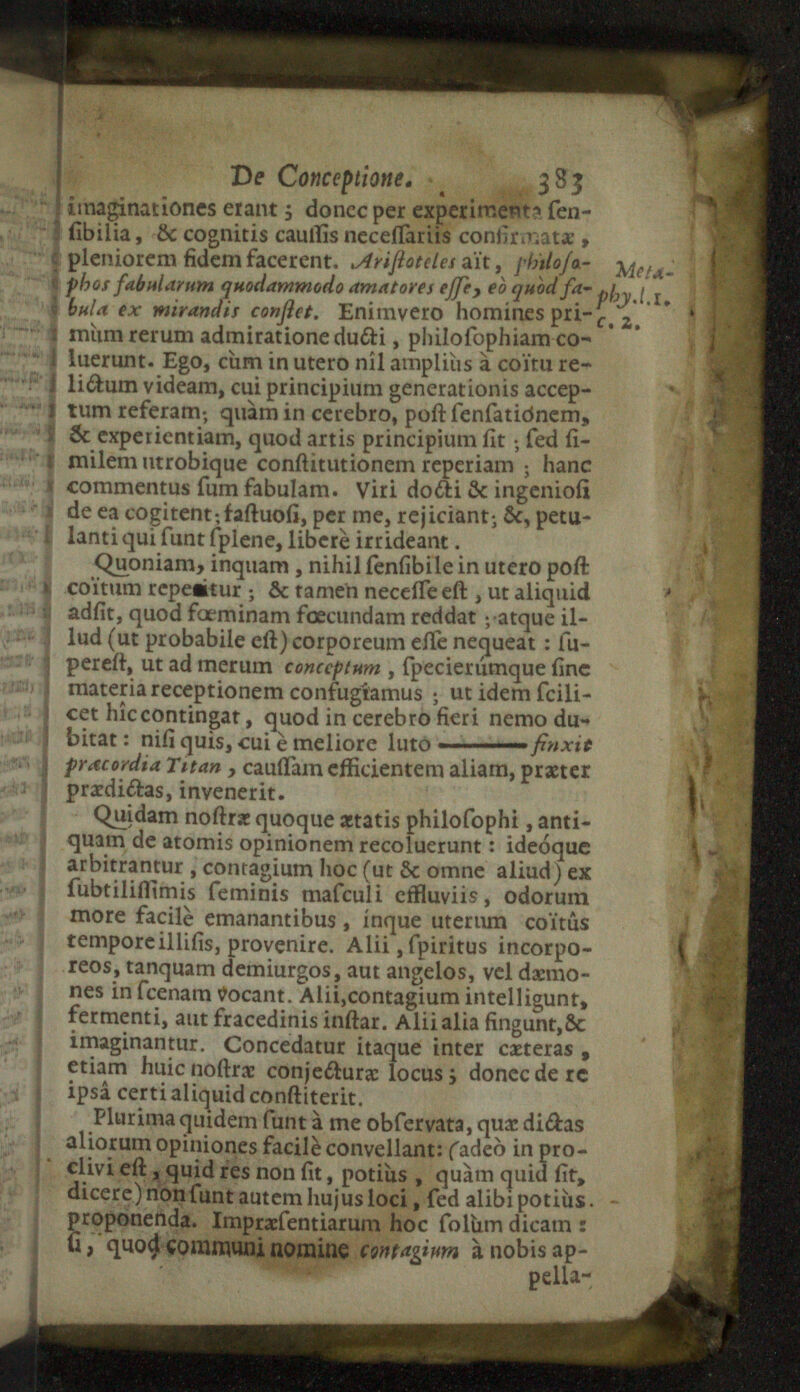 De Conceptione. 383
imaginationes erant ; donec per experimenta ſen-
ſibilia, & cognitis cauſſis neceſſariis confirmatæ ,
pleniorem fidem facerent. Ariſtoteles aït, philoſo-
phos fabularum quodammodo amatores eſſe, eò quòd fa-
bula ex mirandis conſtet. Enimvero homines pri-
Meta-
phy.l.1.
c. 2.
mùm rerum admiratione ducti , philoſophiam co-
luerunt. Ego, cùm in utero nil ampliùs à coïtu re-
lictum videam, cui principium generationis accep-
tum referam; quàm in cerebro, poſt ſenſationem,
& experientiam, quod artis principium ſit ; ſed ſi-
milem utrobique conſtitutionem reperiam ; hanc
commentus ſum fabulam. Viri docti & ingenioſi
de ea cogitent; faſtuoſi, per me, rejiciant; &, petu-
lanti qui ſunt ſplene, liberè irrideant .
Quoniam, inquam , nihil ſenſibile in utero poſt
coïtum reperitur ; & tamen neceſſe eſt , ut aliquid
adſit, quod fœminam fœcundam reddat ; atque il-
lud (ut probabile eſt) corporeum eſſe nequeat : ſu-
pereſt, ut ad merum conceptum , ſpecierúmque ſine
materia receptionem confugiamus ; ut idem ſcili-
cet hîc contingat, quod in cerebro fieri nemo du-
bitat : niſi quis, cui è meliore luto —— finxit
præcordia Titan , cauſſam efficientem aliam, præter
prædictas, invenerit.
Quidam noſtræ quoque ætatis philoſophi , anti-
quam de atomis opinionem recoluerunt : ideóque
arbitrantur , contagium hoc (ut & omne aliud) ex
ſubtiliſſimis ſeminis maſculi effluviis, odorum
more facilè emanantibus , ínque uterum coïtûs
tempore illiſis, provenire. Alii , ſpiritus incorpo-
reos, tanquam demiurgos, aut angelos, vel dæmo-
nes in ſcenam vocant. Alii, contagium intelligunt,
fermenti, aut fracedinis inſtar. Alii alia fingunt, &
imaginantur. Concedatur itaque inter cæteras ,
etiam huic noſtræ conjecturæ locus ; donec de re
ipsâ certi aliquid conſtiterit.
Plurima quidem ſunt à me obſervata, quæ dictas
aliorum opiniones facilè convellant: (adeò in pro-
clivi eſt , quid res non ſit, potiùs , quàm quid ſit,
dicere) non ſunt autem hujus loci , ſed alibi potiùs
proponenda. Impræſentiarum hoc ſolùm dicam :
ſi, quod communi nomine contagium à nobis ap-
pella-